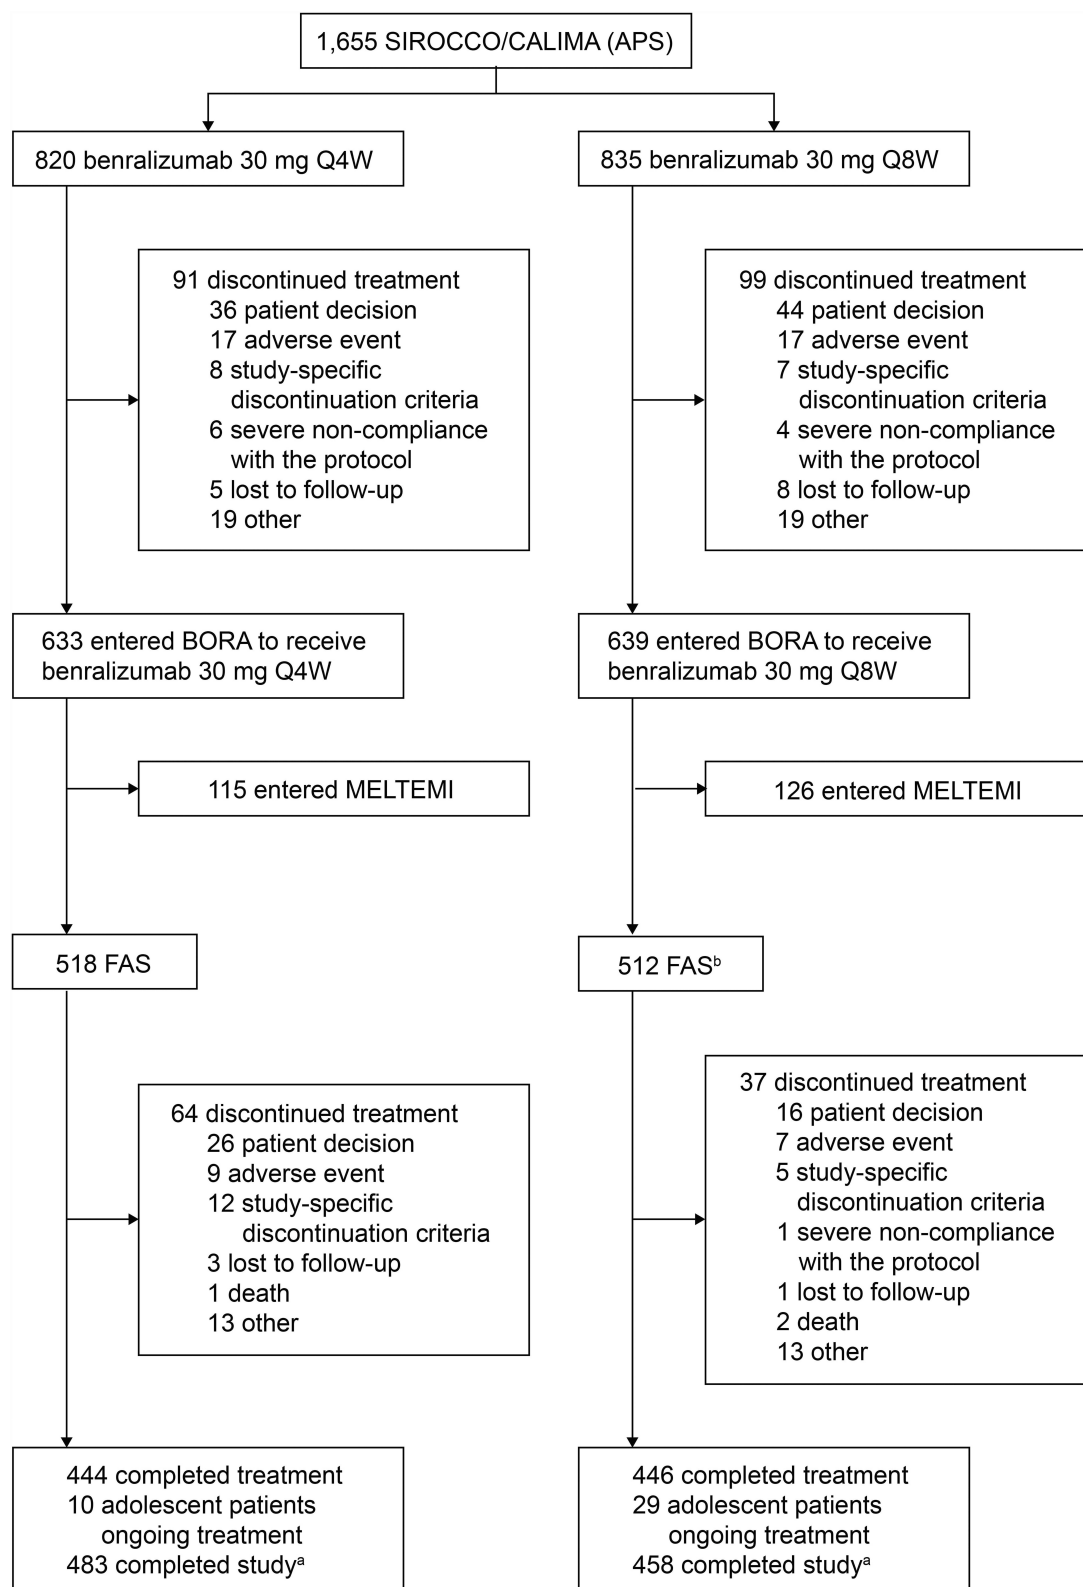 1,655 SIROCCO/CALIMA (APS)
820 benralizumab 30 mg Q4W
835 benralizumab 30 mg Q8W
91 discontinued treatment
36 patient decision
17 adverse event
8 study-specific
discontinuation criteria
6 severe non-compliance
with the protocol
5 lost to follow-up
19 other
99 discontinued treatment
44 patient decision
17 adverse event
7 study-specific
discontinuation criteria
4 severe non-compliance
with the protocol
8 lost to follow-up
19 other
633 entered BORA to receive
benralizumab 30 mg Q4W
639 entered BORA to receive
benralizumab 30 mg Q8W
115 entered MELTEMI
126 entered MELTEMI
518 FAS
512 FASᵇ
64 discontinued treatment
26 patient decision
9 adverse event
12 study-specific
discontinuation criteria
3 lost to follow-up
1 death
13 other
37 discontinued treatment
16 patient decision
7 adverse event
5 study-specific
discontinuation criteria
1 severe non-compliance
with the protocol
1 lost to follow-up
2 death
13 other
444 completed treatment
10 adolescent patients
ongoing treatment
483 completed studyᵃ
446 completed treatment
29 adolescent patients
ongoing treatment
458 completed studyᵃ